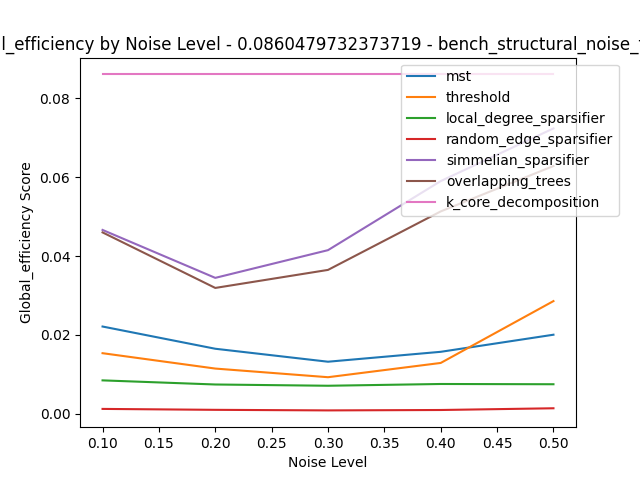 l_efficiency by Noise Level - 0.0860479732373719 - bench_structural_noise_
mst
threshold
local_degree_sparsifier
random_edge_sparsifier
simmelian_sparsifier
overlapping_trees
k_core_decomposition
Global_efficiency Score
0.08
0.06
0.04
0.02
0.00
0.10 0.15 0.20 0.25 0.30 0.35 0.40 0.45 0.50
Noise Level